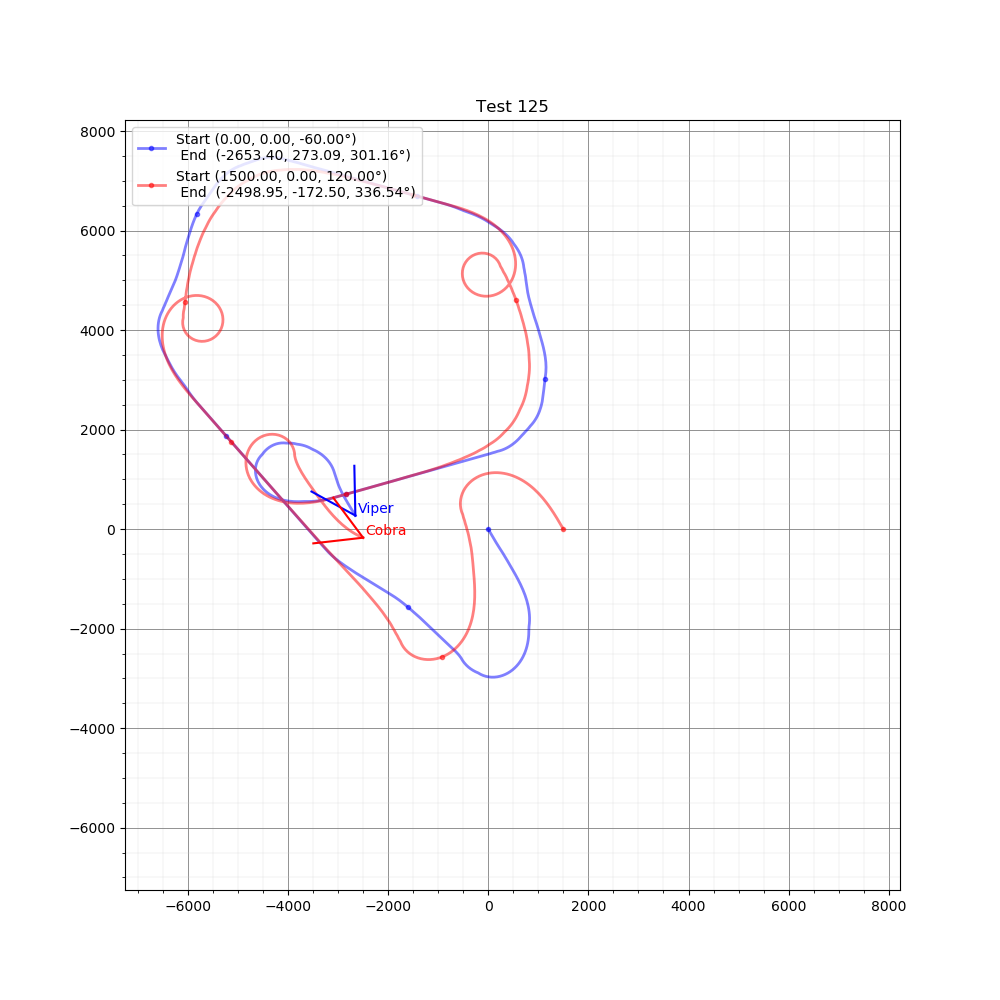 Test 125
Start (0.00, 0.00, -60.00°)
End  (-2653.40, 273.09, 301.16°)
Start (1500.00, 0.00, 120.00°)
End  (-2498.95, -172.50, 336.54°)
8000
6000
4000
2000
0
−2000
−4000
−6000
Viper
Cobra
−6000 −4000 −2000 0 2000 4000 6000 8000